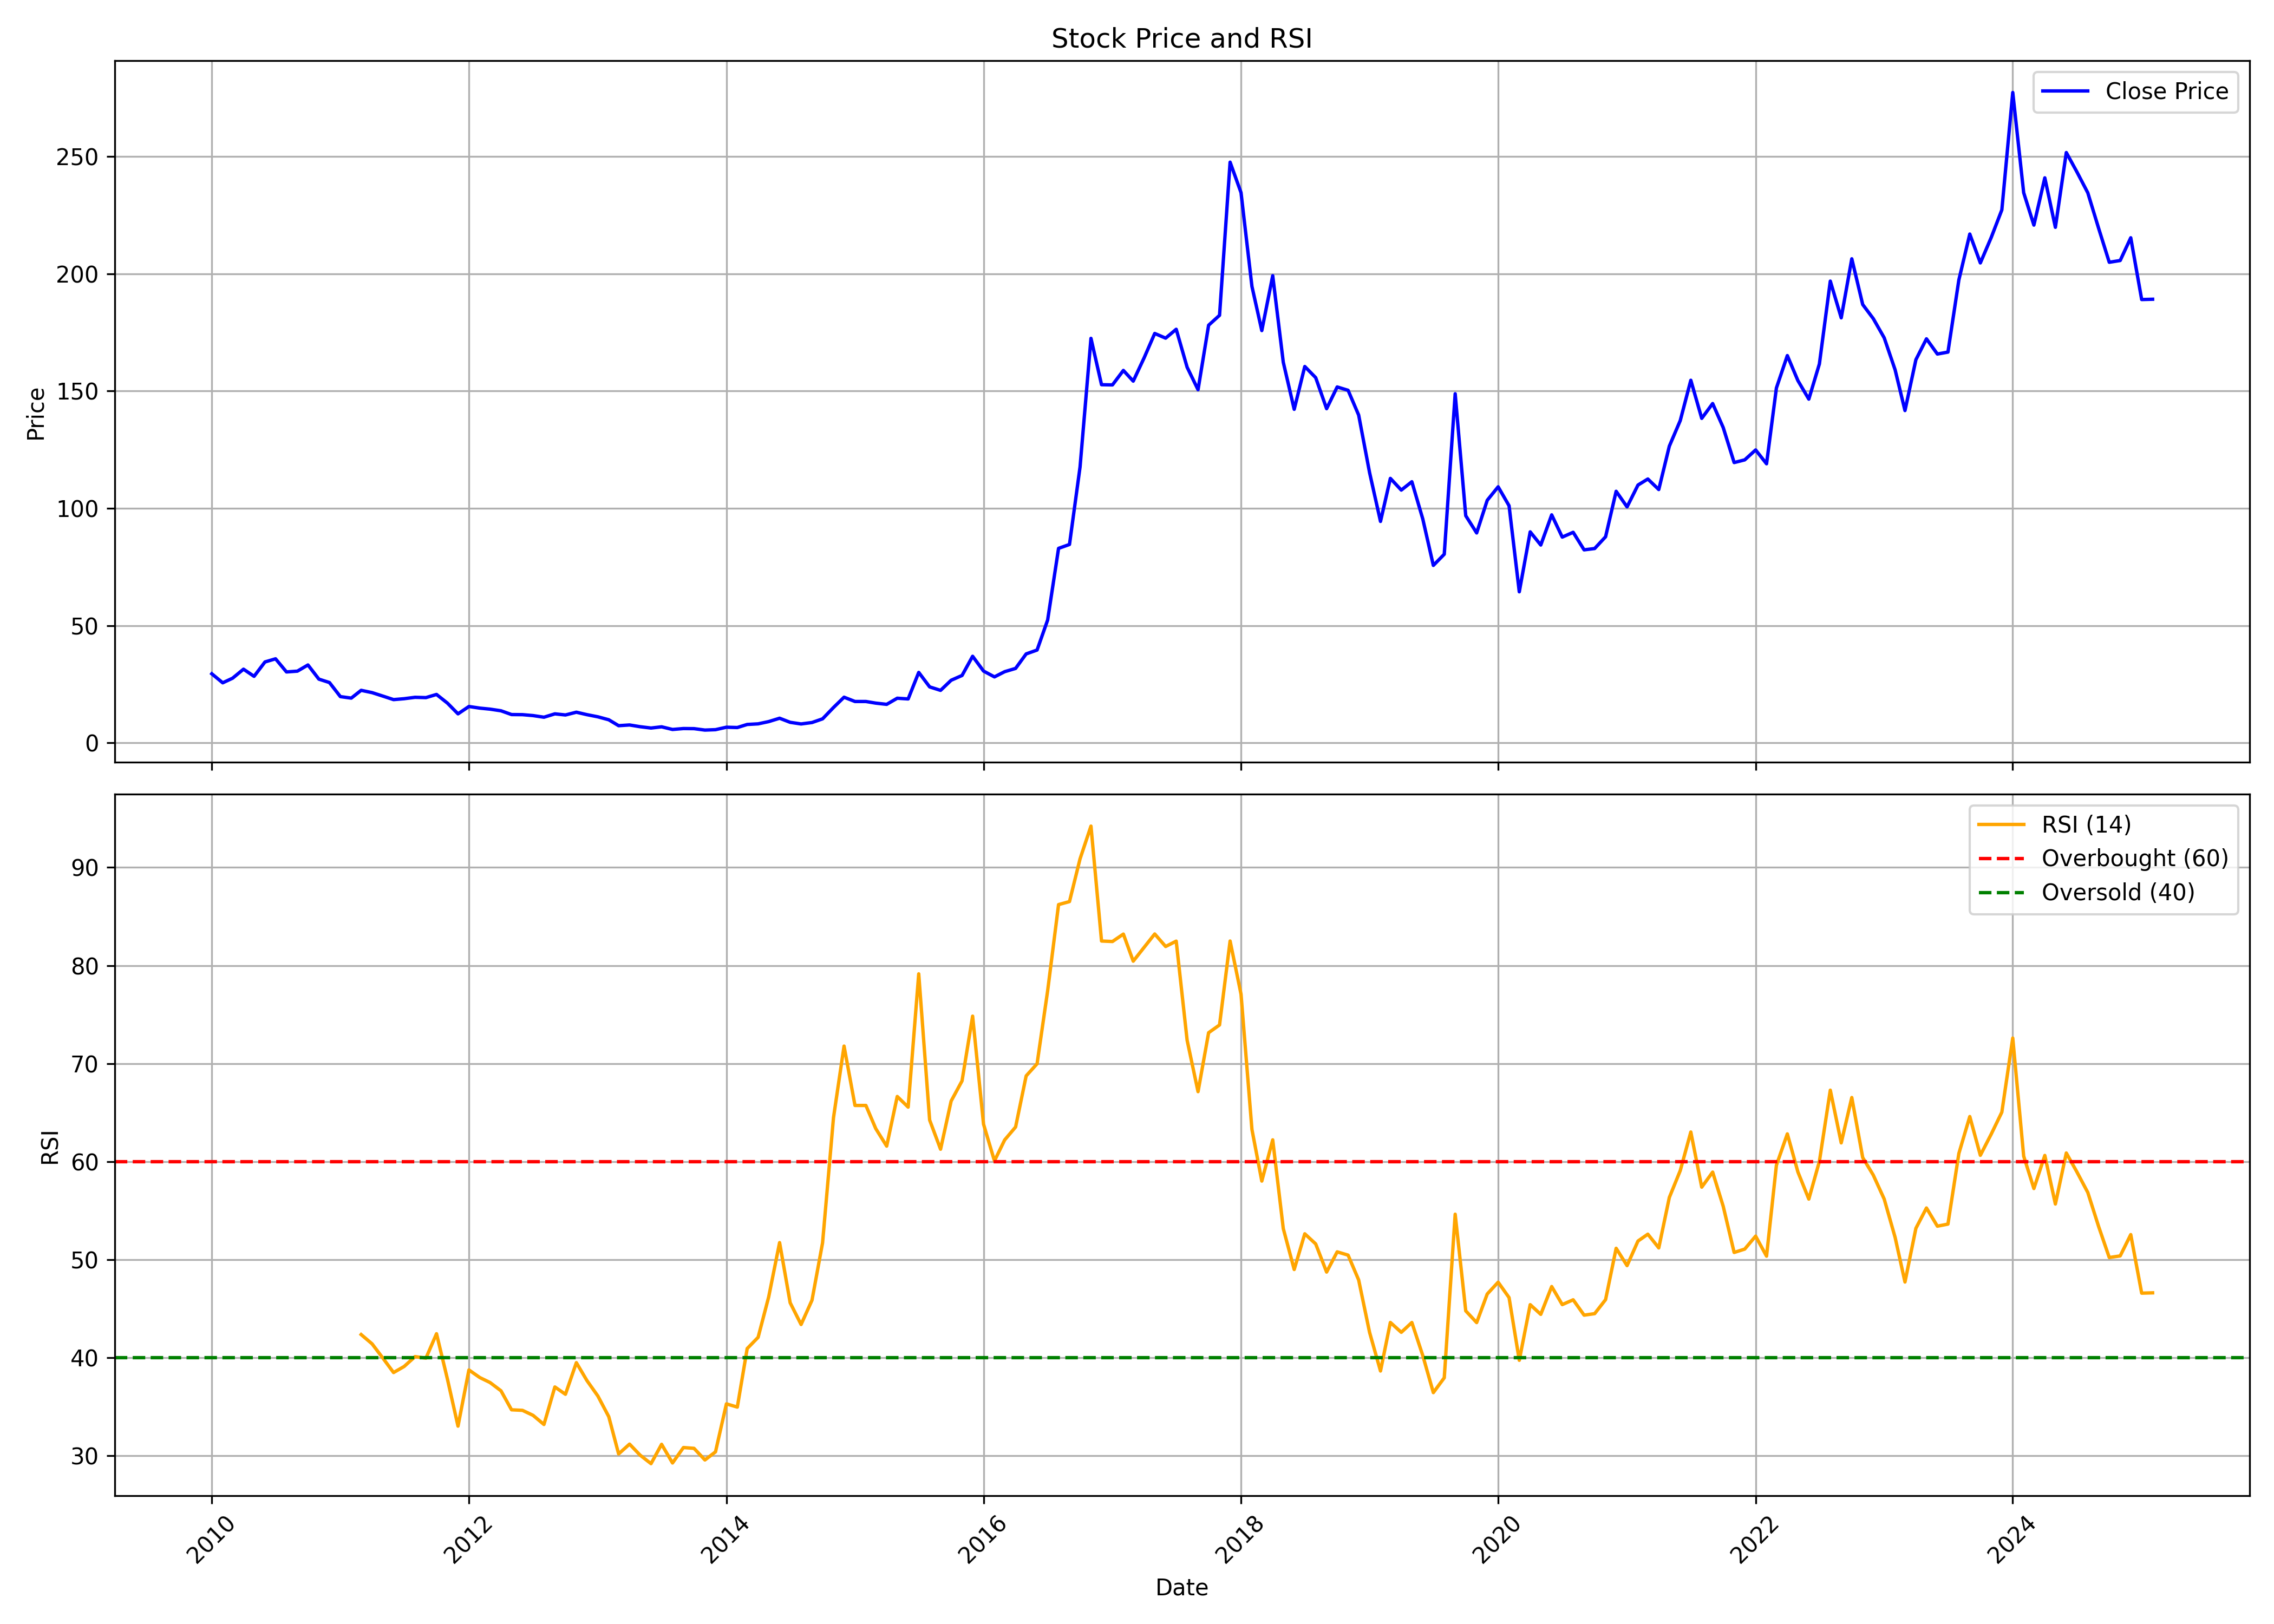 Stock Price and RSI
Close Price
250
200
150
100
50
0
Price
RSI (14)
Overbought (60)
Oversold (40)
90
80
70
60
50
40
30
RSI
2010 2012 2014 2016 2018 2020 2022 2024
Date